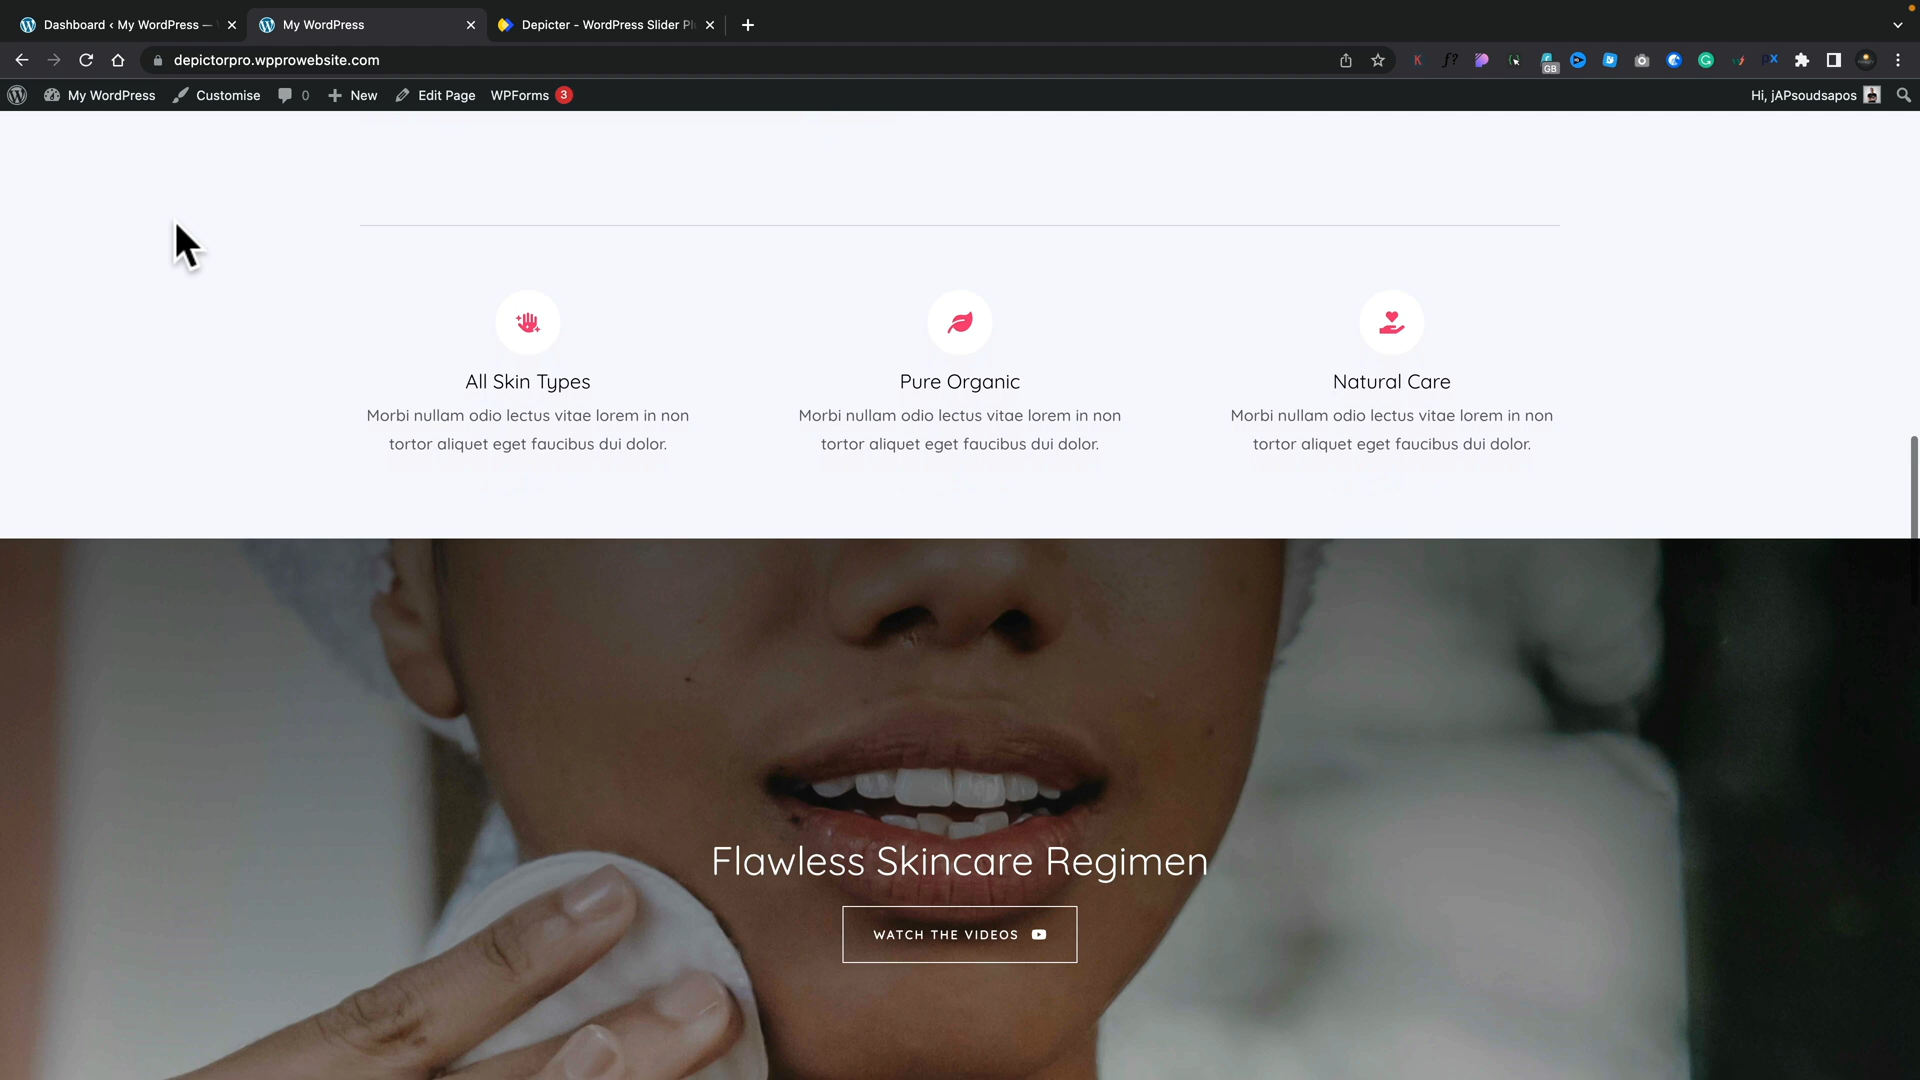 Dashboard ‹ My WordPress —
My WordPress
Depicter - WordPress Slider Pl
depictorpro.wpprowebsite.com
GB
My WordPress
Customise
0
New
Edit Page
WPForms
3
Hi, jAPsoudsapos
All Skin Types
Morbi nullam odio lectus vitae lorem in non
tortor aliquet eget faucibus dui dolor.
Pure Organic
Morbi nullam odio lectus vitae lorem in non
tortor aliquet eget faucibus dui dolor.
Natural Care
Morbi nullam odio lectus vitae lorem in non
tortor aliquet eget faucibus dui dolor.
Flawless Skincare Regimen
WATCH THE VIDEOS